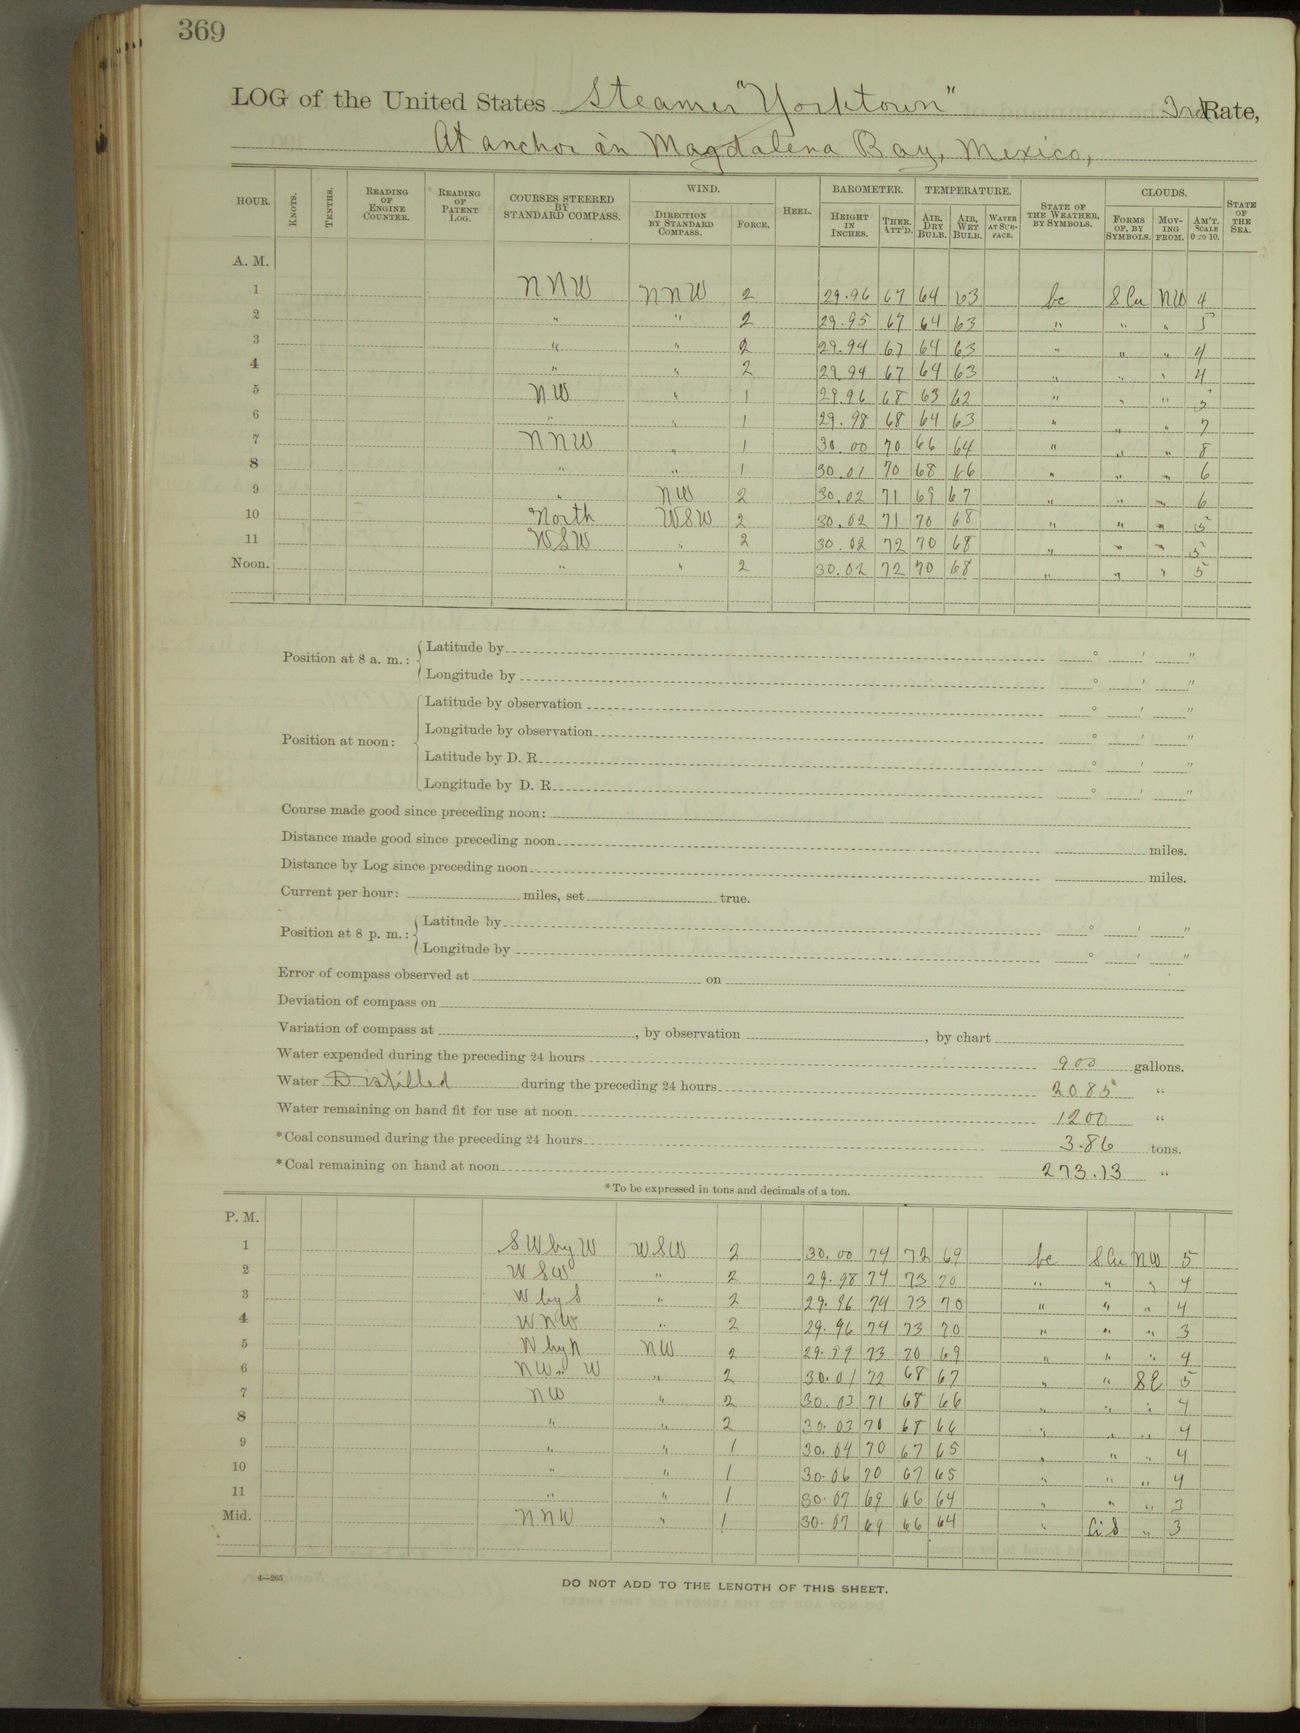 369
LOG of the United States Steamer "Yorktown" 3rd Rate,
At anchor in Magdalena Bay, Mexico,
HOUR. KNOTS. TENTHS. READING OF ENGINE COUNTER. READING OF PATENT LOG. COURSES STEERED BY STANDARD COMPASS. WIND. DIRECTION BY STANDARD COMPASS. FORCE. HEEL. BAROMETER. HEIGHT IN INCHES. THER. ATT'D. TEMPERATURE. AIR, DRY BULB. AIR, WET BULB. WATER AT SURFACE. STATE OF THE WEATHER, BY SYMBOLS. CLOUDS. FORMS OF, BY SYMBOLS. MOVING FROM. AM'T. SCALE 0 TO 10. STATE OF THE SEA.
A. M.
1 NNW NNW 2 29.96 67 64 63 bc S Cu NW 4
2 " " 2 29.95 67 64 63 " " " 5
3 " " 2 29.94 67 64 63 " " " 4
4 " " 2 29.94 67 64 63 " " " 4
5 NW " 1 29.96 68 63 62 " " " 5
6 " " 1 29.98 68 64 63 " " " 7
7 NNW " 1 30.00 70 66 64 " " " 8
8 " " 1 30.01 70 68 66 " " " 6
9 " NW 2 30.02 71 69 67 " " " 6
10 North WSW 2 30.02 71 70 68 " " " 5
11 WSW " 2 30.02 72 70 68 " " " 5
Noon. " " 2 30.02 72 70 68 " " " 5
Position at 8 a. m.: Latitude by ° ' "
Longitude by ° ' "
Position at noon: Latitude by observation ° ' "
Longitude by observation ° ' "
Latitude by D. R. ° ' "
Longitude by D. R. ° ' "
Course made good since preceding noon:
Distance made good since preceding noon miles.
Distance by Log since preceding noon miles.
Current per hour: miles, set true.
Position at 8 p. m.: Latitude by ° ' "
Longitude by ° ' "
Error of compass observed at on
Deviation of compass on
Variation of compass at , by observation , by chart
Water expended during the preceding 24 hours 900 gallons.
Water Distilled during the preceding 24 hours 2085 "
Water remaining on hand fit for use at noon 1200 "
*Coal consumed during the preceding 24 hours 3.86 tons.
*Coal remaining on hand at noon 273.13 "
*To be expressed in tons and decimals of a ton.
P. M.
1 SW by W WSW 2 30.00 74 72 69 bc S Cu NW 5
2 WSW " 2 29.98 74 73 70 " " " 4
3 W by S " 2 29.96 74 73 70 " " " 4
4 WNW " 2 29.96 74 73 70 " " " 3
5 W by N NW 2 29.99 73 70 69 " " " 4
6 NW " W " 2 30.01 72 68 67 " " SE 5
7 NW " 2 30.03 71 68 66 " " " 4
8 " " 2 30.03 70 68 66 " " " 4
9 " " 1 30.04 70 67 65 " " " 4
10 " " 1 30.06 70 67 65 " " " 4
11 " " 1 30.07 69 66 64 " " " 3
Mid. NNW " 1 30.07 69 66 64 " Ci S " 3
4—265
DO NOT ADD TO THE LENGTH OF THIS SHEET.